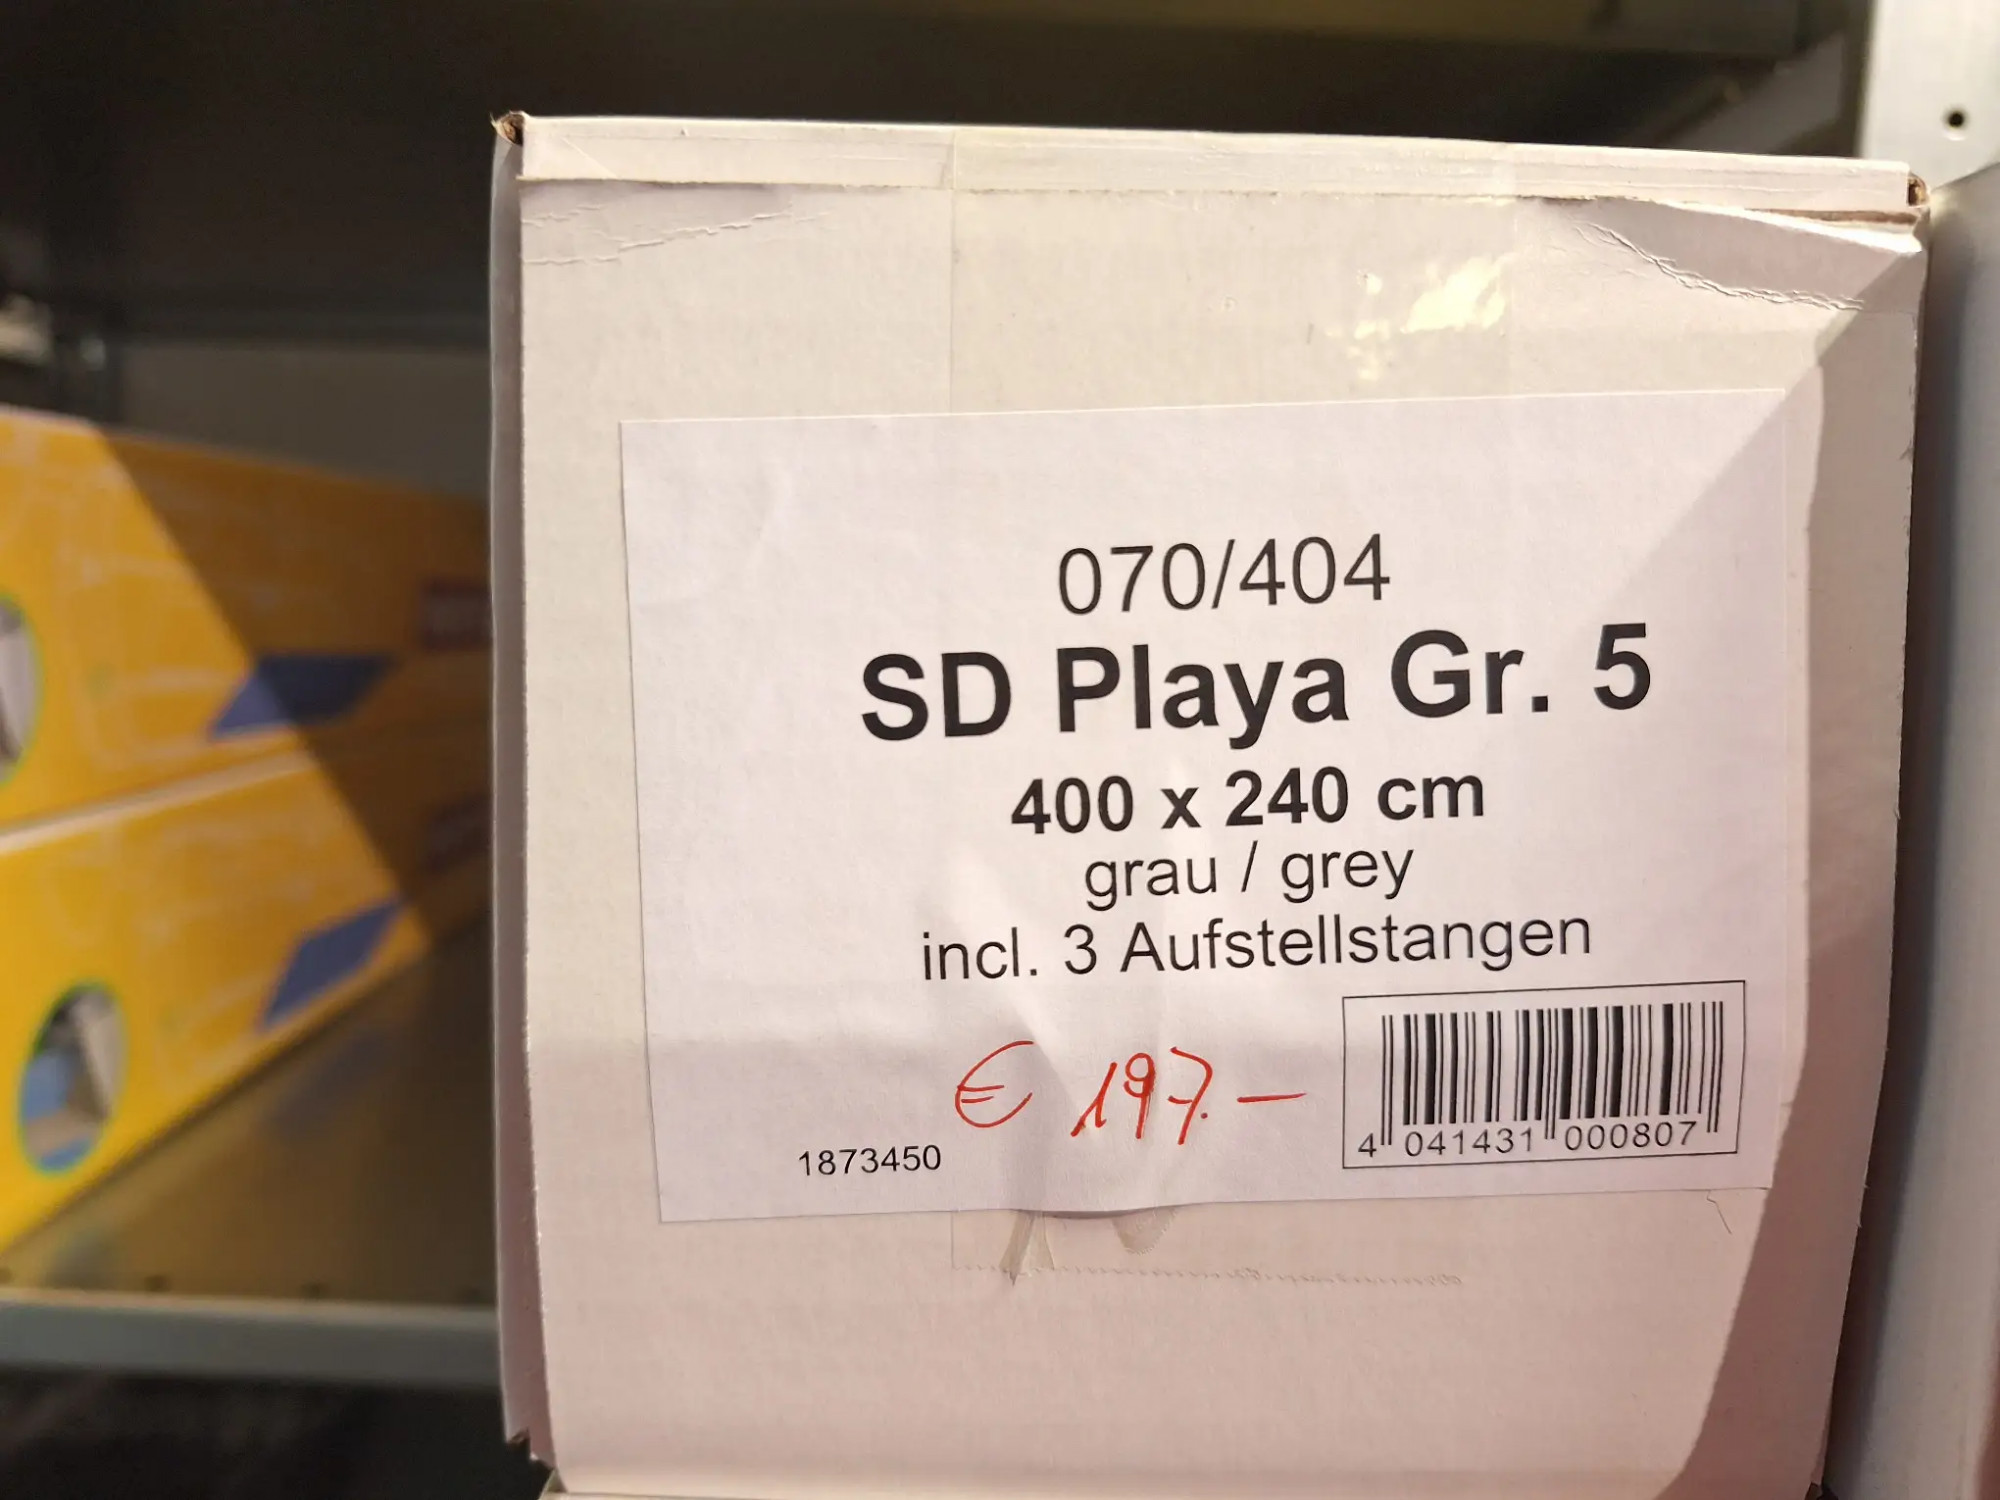 070/404
SD Playa Gr. 5
400 x 240 cm
grau / grey
incl. 3 Aufstellstangen
€ 197.—
1873450
4 041431 000807